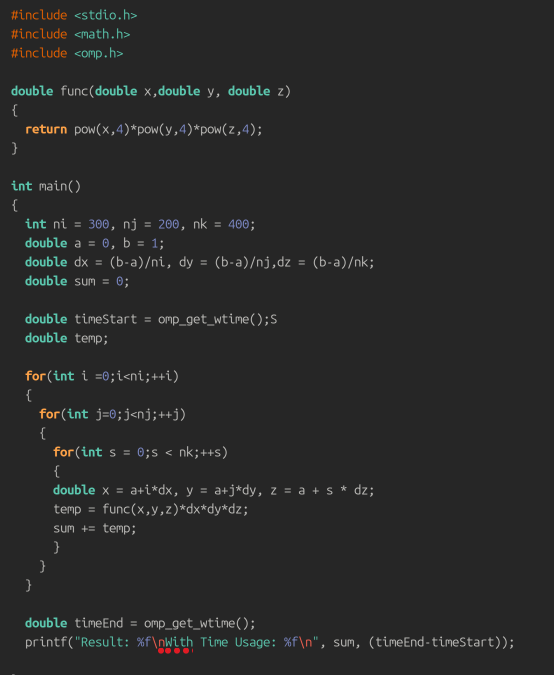 #include <stdio.h>
#include <math.h>
#include <omp.h>
double func(double x,double y, double z)
{
return pow(x,4)*pow(y,4)*pow(z,4);
}
int main()
{
int ni = 300, nj = 200, nk = 400;
double a = 0, b = 1;
double dx = (b-a)/ni, dy = (b-a)/nj,dz = (b-a)/nk;
double sum = 0;
double timeStart = omp_get_wtime();S
double temp;
for(int i =0;i<ni;++i)
{
for(int j=0;j<nj;++j)
{
for(int s = 0;s < nk;++s)
{
double x = a+i*dx, y = a+j*dy, z = a + s * dz;
temp = func(x,y,z)*dx*dy*dz;
sum += temp;
}
}
}
double timeEnd = omp_get_wtime();
printf("Result: %f\nWith Time Usage: %f\n", sum, (timeEnd-timeStart));